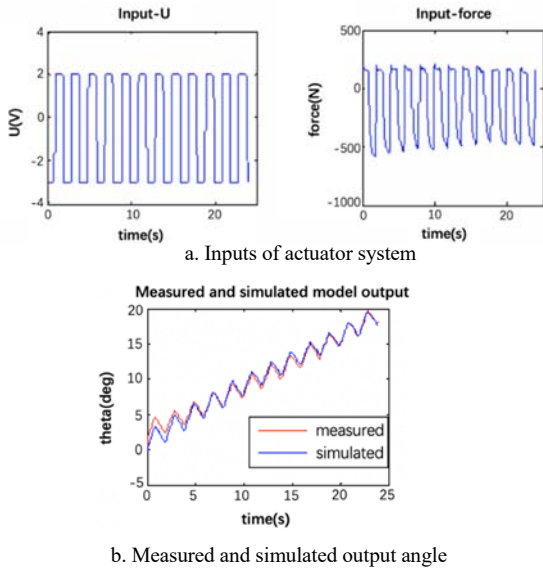 Input-U
4
2
0
-2
-4
U(V)
0
10
20
time(s)
Input-force
500
0
-500
-1000
force(N)
0
10
20
time(s)
a. Inputs of actuator system
Measured and simulated model output
20
15
10
5
0
-5
theta(deg)
measured
simulated
0
5
10
15
20
25
time(s)
b. Measured and simulated output angle